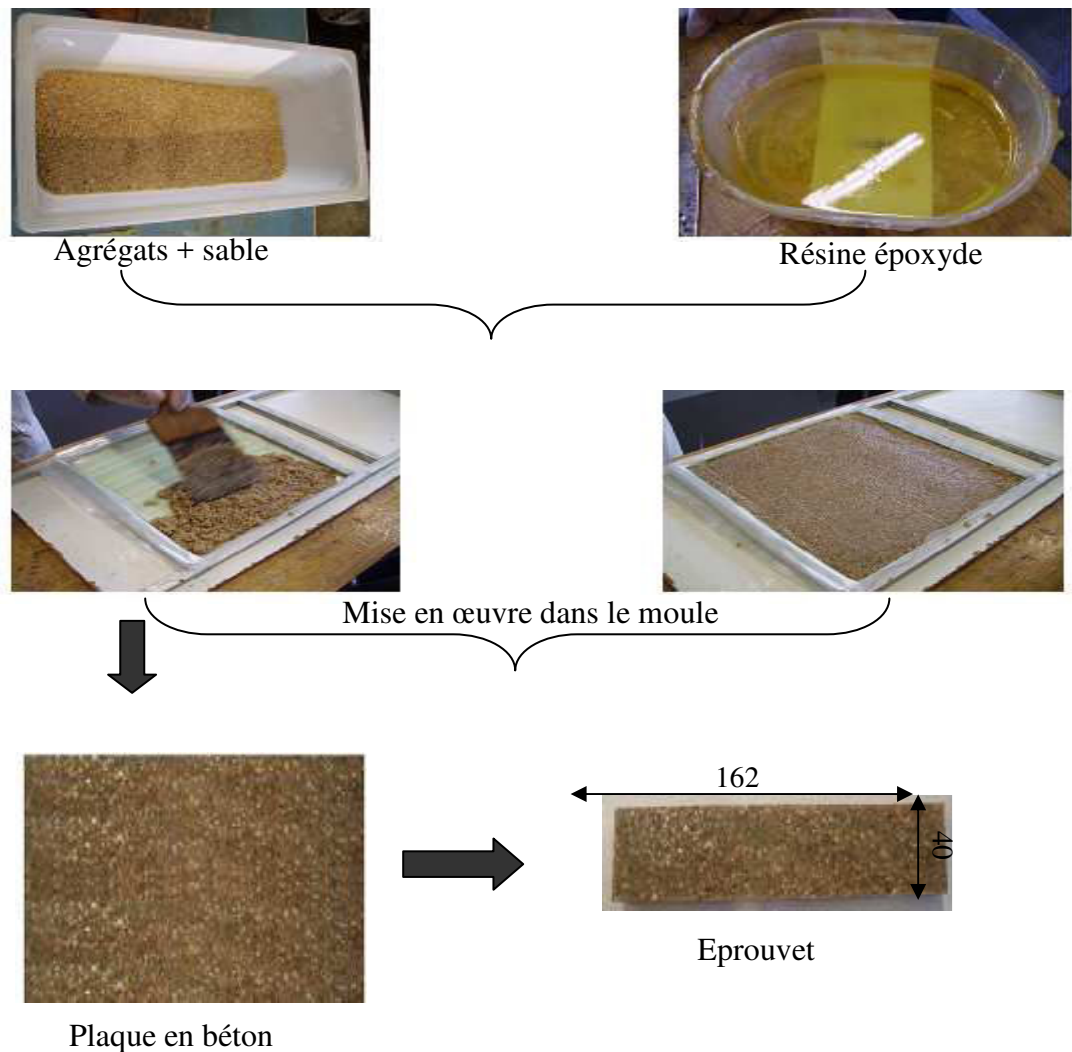 Agrégats + sable
Résine époxyde
Mise en œuvre dans le moule
162
40
Eprouvet
Plaque en béton